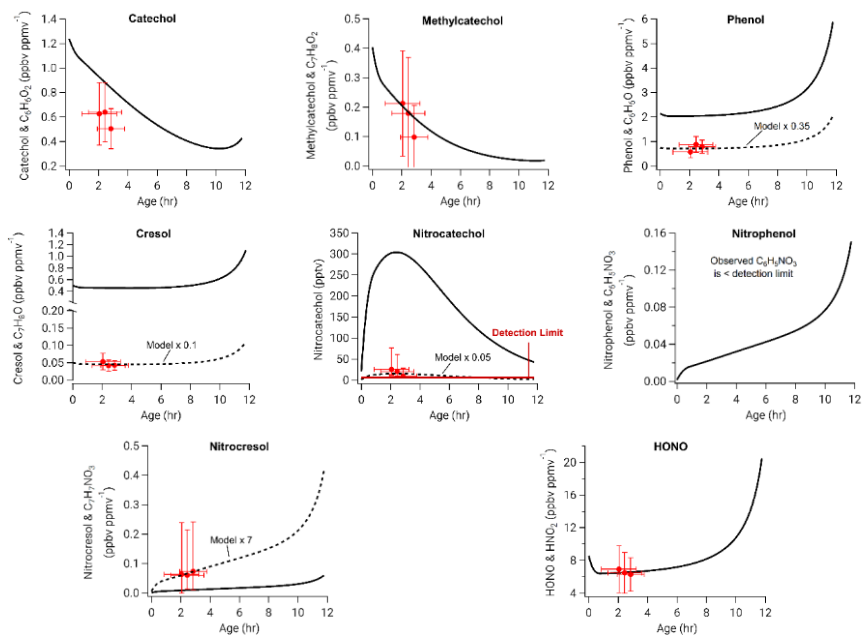 Catechol
Catechol & C6H6O2 (ppbv ppmv-1)
1.4
1.2
1.0
0.8
0.6
0.4
0.2
0 2 4 6 8 10 12
Age (hr)
Methylcatechol
Methylcatechol & C7H8O2
(ppbv ppmv-1)
0.5
0.4
0.3
0.2
0.1
0.0
0 2 4 6 8 10 12
Age (hr)
Phenol
Phenol & C6H6O (ppbv ppmv-1)
6
5
4
3
2
1
0
Model x 0.35
0 2 4 6 8 10 12
Age (hr)
Cresol
Cresol & C7H8O (ppbv ppmv-1)
1.4
1.2
1.0
0.8
0.6
0.4
0.20
0.15
0.10
0.05
0.00
Model x 0.1
0 2 4 6 8 10 12
Age (hr)
Nitrocatechol
Nitrocatechol (pptv)
350
300
250
200
150
100
50
0
Detection Limit
Model x 0.05
0 2 4 6 8 10 12
Age (hr)
Nitrophenol
Nitrophenol & C6H5NO3
(ppbv ppmv-1)
0.16
0.12
0.08
0.04
0.00
Observed C6H5NO3
is < detection limit
0 2 4 6 8 10 12
Age (hr)
Nitrocresol
Nitrocresol & C7H7NO3
(ppbv ppmv-1)
0.5
0.4
0.3
0.2
0.1
0.0
Model x 7
0 2 4 6 8 10 12
Age (hr)
HONO
HONO & HNO2 (ppbv ppmv-1)
20
16
12
8
4
0 2 4 6 8 10 12
Age (hr)